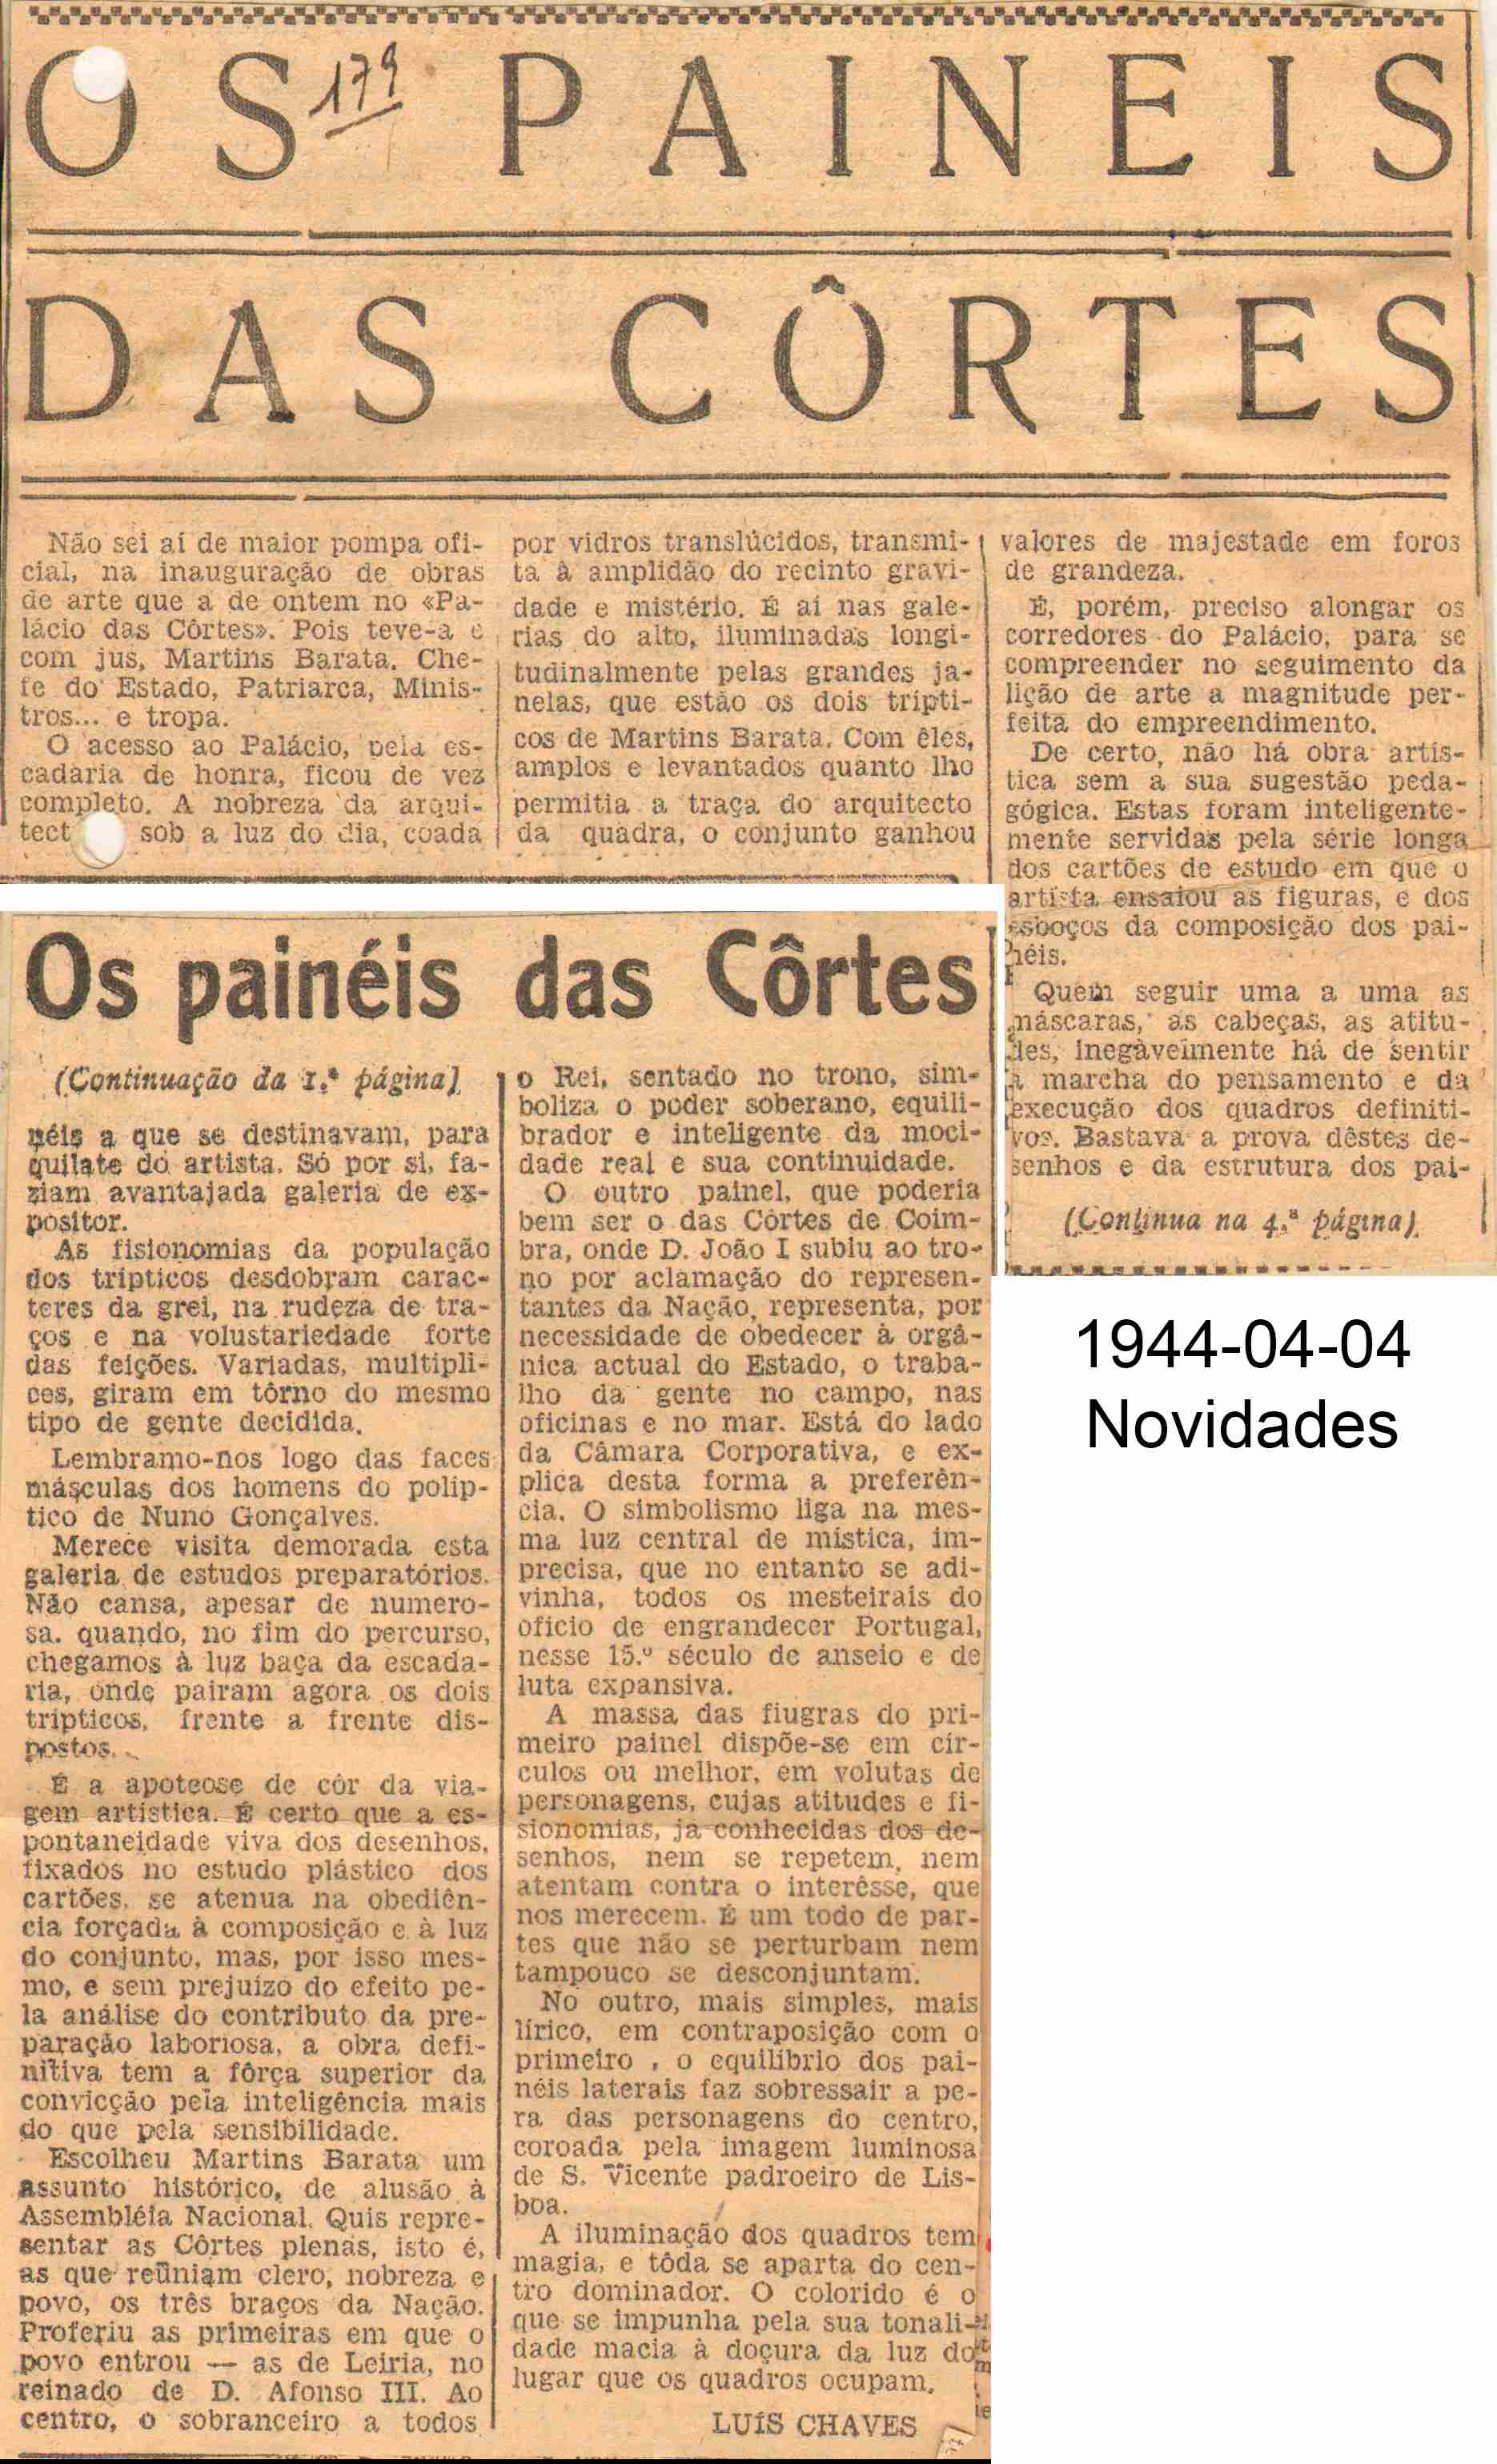 OS PAINEIS
179
DAS CÔRTES
Não sei aí de maior pompa ofi-
cial, na inauguração de obras
de arte que a de ontem no «Pa-
lácio das Côrtes». Pois teve-a e
com jus, Martins Barata. Che-
fe do Estado, Patriarca, Minis-
tros... e tropa.
O acesso ao Palácio, pela es-
cadaria de honra, ficou de vez
completo. A nobreza da arqui-
tect sob a luz do dia, coada
por vidros translúcidos, transmi-
ta à amplidão do recinto gravi-
dade e mistério. É aí nas gale-
rias do alto, iluminadas longi-
tudinalmente pelas grandes ja-
nelas, que estão os dois trípti-
cos de Martins Barata. Com êles,
amplos e levantados quanto lho
permitia a traça do arquitecto
da quadra, o conjunto ganhou
valores de majestade em foros
de grandeza.
É, porém, preciso alongar os
corredores do Palácio, para se
compreender no seguimento da
lição de arte a magnitude per-
feita do empreendimento.
De certo, não há obra artís-
tica sem a sua sugestão peda-
gógica. Estas foram inteligente-
mente servidas pela série longa
dos cartões de estudo em que o
artista ensaiou as figuras, e dos
esboços da composição dos pai-
néis.
Quem seguir uma a uma as
máscaras, as cabeças, as atitu-
des, inegàvelmente há de sentir
a marcha do pensamento e da
execução dos quadros definiti-
vos. Bastava a prova dêstes de-
senhos e da estrutura dos pai-
(Continua na 4.ª página)
Os painéis das Côrtes
(Continuação da 1.ª página)
néis a que se destinavam, para
quilate do artista. Só por si, fa-
ziam avantajada galeria de ex-
positor.
As fisionomias da população
dos trípticos desdobram carac-
teres da grei, na rudeza de tra-
ços e na volustariedade forte
das feições. Variadas, multipli-
ces, giram em tôrno do mesmo
tipo de gente decidida.
Lembramo-nos logo das faces
másculas dos homens do políp-
tico de Nuno Gonçalves.
Merece visita demorada esta
galeria de estudos preparatórios.
Não cansa, apesar de numero-
sa. quando, no fim do percurso,
chegamos à luz baça da escada-
ria, onde pairam agora os dois
trípticos, frente a frente dis-
postos.
É a apoteose de côr da via-
gem artística. É certo que a es-
pontaneidade viva dos desenhos,
fixados no estudo plástico dos
cartões. se atenua na obediên-
cia forçada à composição e à luz
do conjunto, mas, por isso mes-
mo, e sem prejuizo do efeito pe-
la análise do contributo da pre-
paração laboriosa, a obra defi-
nitiva tem a fôrça superior da
convicção pela inteligência mais
do que pela sensibilidade.
Escolheu Martins Barata um
assunto histórico, de alusão à
Assembléia Nacional. Quis repre-
sentar as Côrtes plenas, isto é,
as que reüniam clero, nobreza e
povo, os três braços da Nação.
Proferiu as primeiras em que o
povo entrou — as de Leiria, no
reinado de D. Afonso III. Ao
centro, o sobranceiro a todos
o Rei, sentado no trono, sim-
boliza o poder soberano, equili-
brador e inteligente da moci-
dade real e sua continuidade.
O outro painel, que poderia
bem ser o das Côrtes de Coim-
bra, onde D. João I subiu ao tro-
no por aclamação do represen-
tantes da Nação, representa, por
necessidade de obedecer à orgâ-
nica actual do Estado, o traba-
lho da gente no campo, nas
oficinas e no mar. Está do lado
da Câmara Corporativa, e ex-
plica desta forma a preferên-
cia. O simbolismo liga na mes-
ma luz central de mística, im-
precisa, que no entanto se adi-
vinha, todos os mesteirais do
ofício de engrandecer Portugal,
nesse 15.º século de anseio e de
luta expansiva.
A massa das fiugras do pri-
meiro painel dispõe-se em cír-
culos ou melhor, em volutas de
personagens, cujas atitudes e fi-
sionomias, já conhecidas dos de-
senhos, nem se repetem, nem
atentam contra o interêsse, que
nos merecem. É um todo de par-
tes que não se perturbam nem
tampouco se desconjuntam.
No outro, mais simples, mais
lírico, em contraposição com o
primeiro , o equilíbrio dos pai-
néis laterais faz sobressair a pe-
ra das personagens do centro,
coroada pela imagem luminosa
de S. Vicente padroeiro de Lis-
boa.
A iluminação dos quadros tem
magia, e tôda se aparta do cen-
tro dominador. O colorido é o
que se impunha pela sua tonali-
dade macia à doçura da luz do
lugar que os quadros ocupam.
LUÍS CHAVES
1944-04-04
Novidades